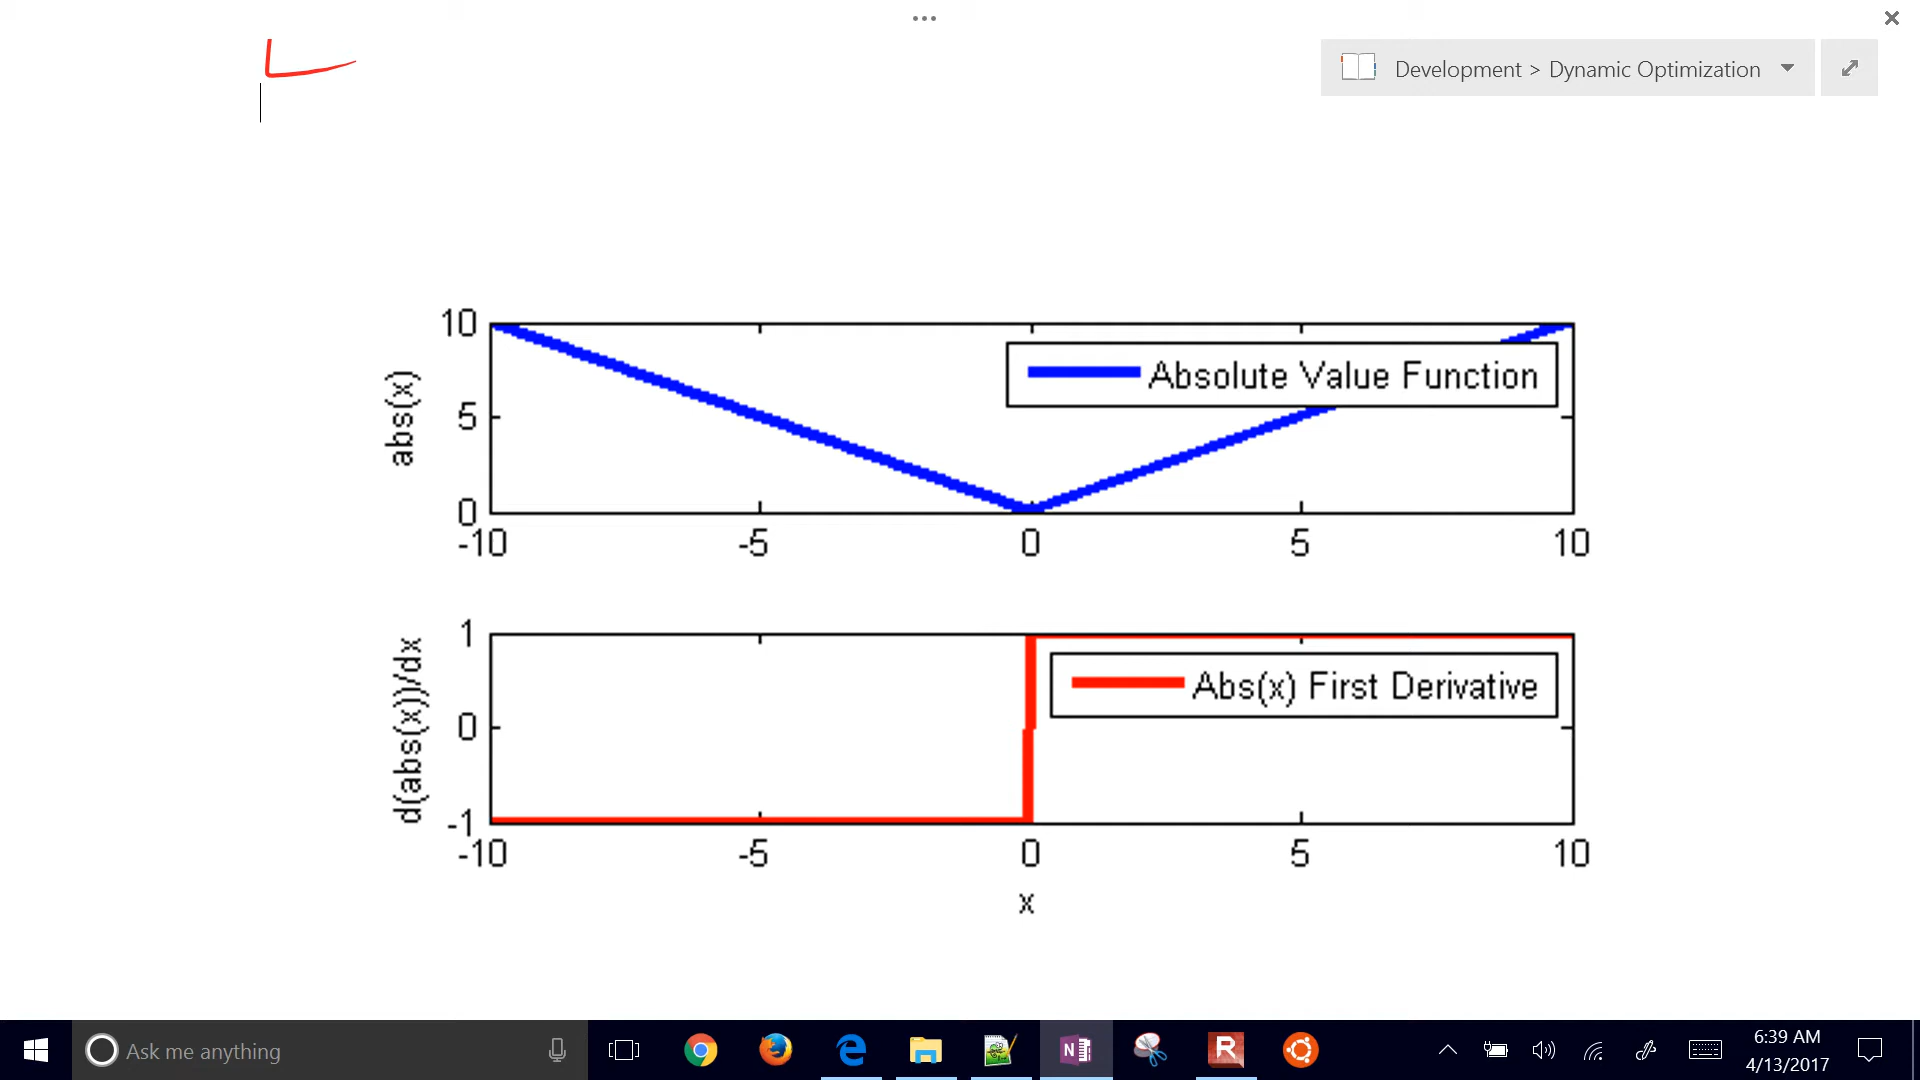 Development > Dynamic Optimization
10
5
0
abs(x)
Absolute Value Function
-10 -5 0 5 10
1
0
-1
d(abs(x))/dx
Abs(x) First Derivative
-10 -5 0 5 10
x
Ask me anything
N
R
6:39 AM
4/13/2017